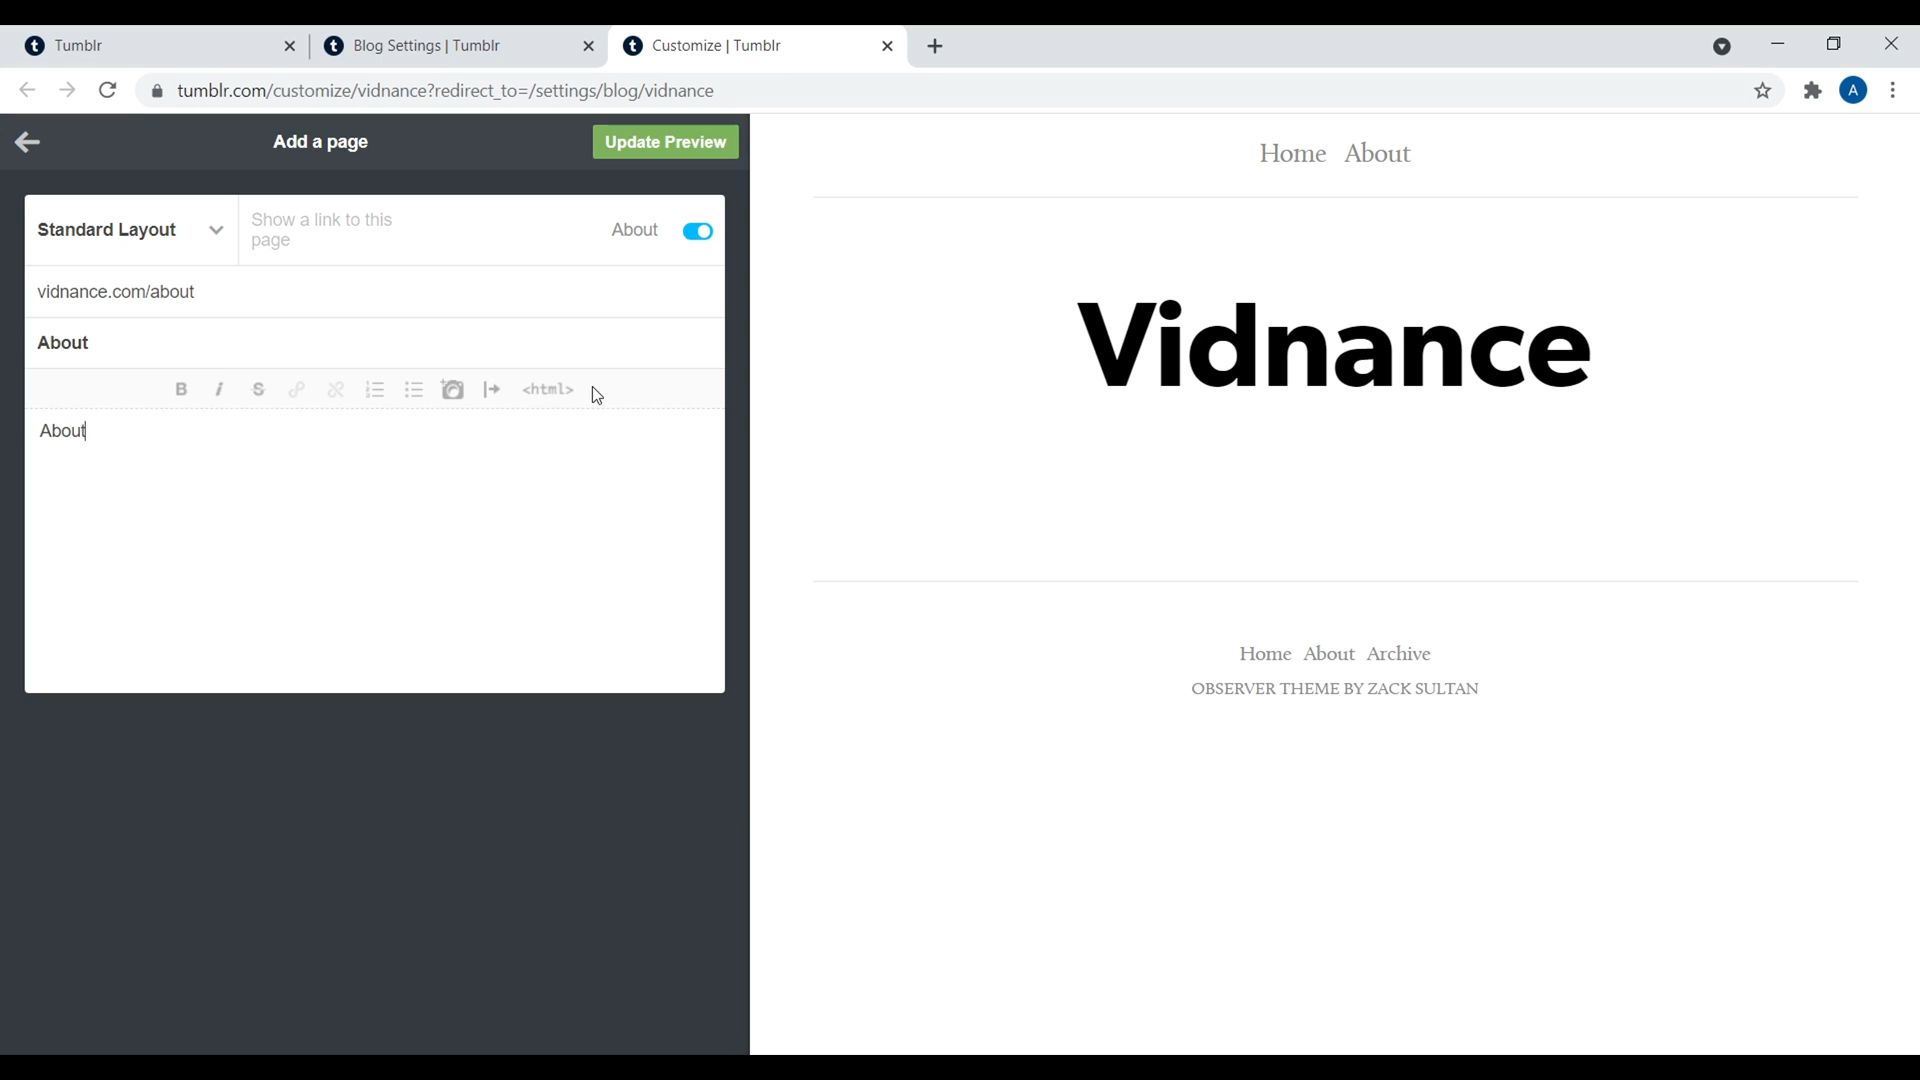 Tumblr
Blog Settings | Tumblr
Customize | Tumblr
tumblr.com/customize/vidnance?redirect_to=/settings/blog/vidnance
A
Add a page
Update Preview
Standard Layout
Show a link to this
page
About
vidnance.com/about
About
B i S <html>
About
Home About
Vidnance
Home About Archive
OBSERVER THEME BY ZACK SULTAN